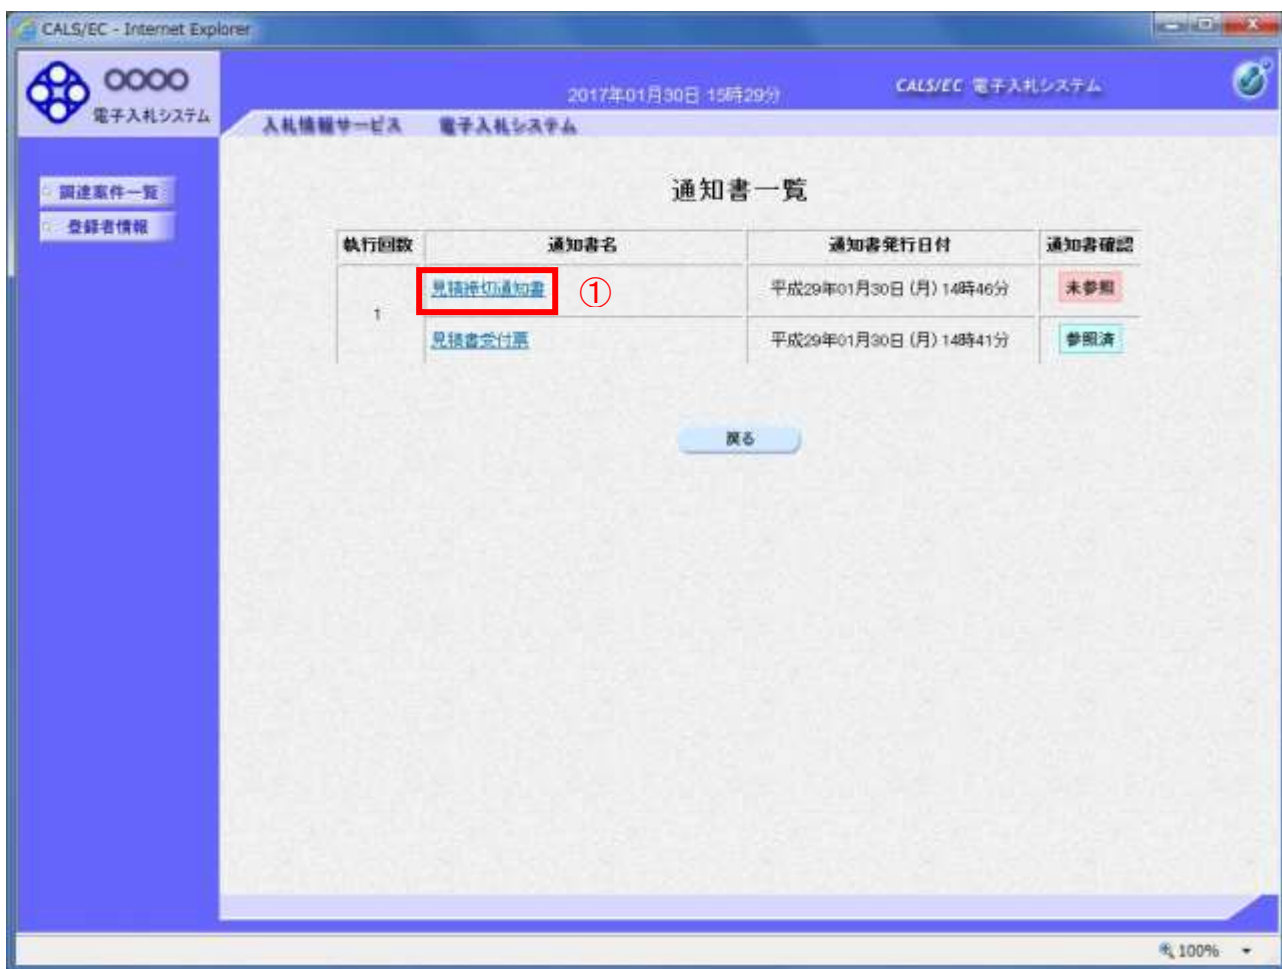 CALS/EC - Internet Explorer
〇〇〇〇
電子入札システム
2017年01月30日 15時29分
CALS/EC 電子入札システム
入札情報サービス 電子入札システム
調達案件一覧
登録者情報
通知書一覧
執行回数 通知書名 通知書発行日付 通知書確認
1
見積締切通知書 ① 平成29年01月30日(月)14時46分 未参照
見積書受付票 平成29年01月30日(月)14時41分 参照済
戻る
100%